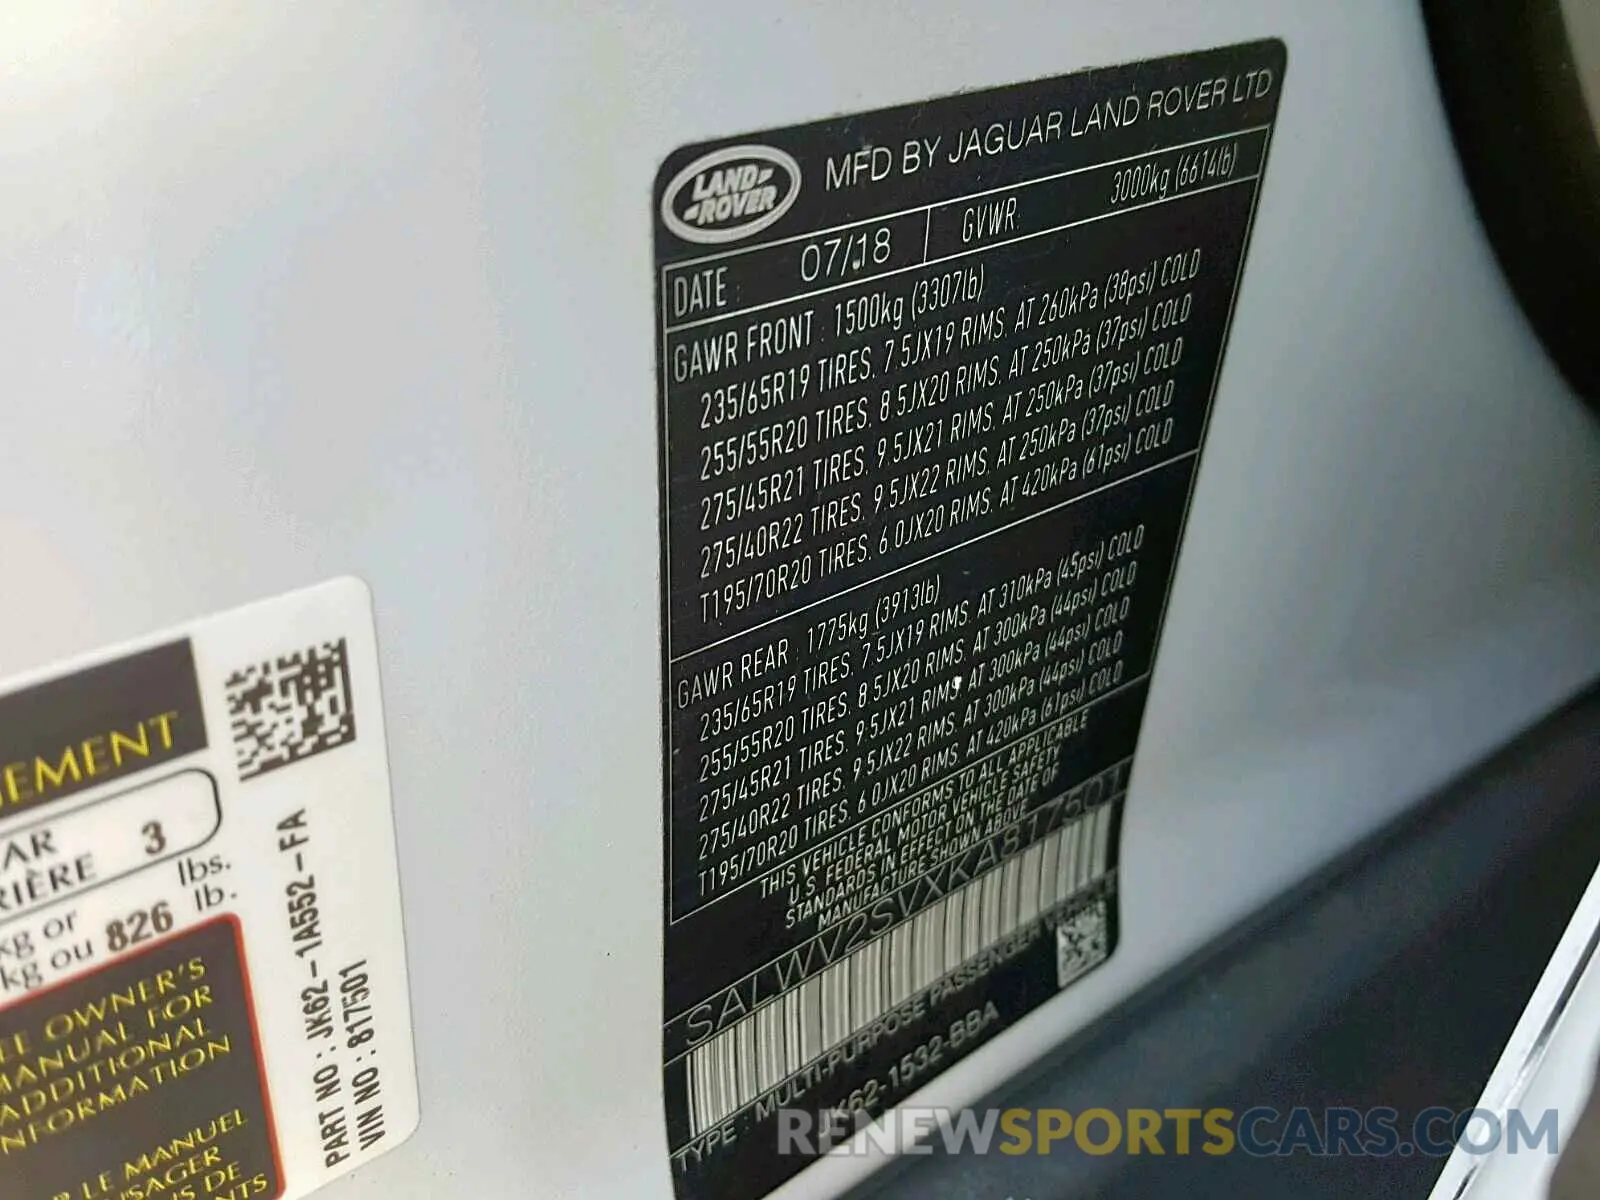 LAND ROVER
MFD BY JAGUAR LAND ROVER LTD
DATE : 07/18 GVWR: 3000kg (6614lb)
GAWR FRONT : 1500kg (3307lb)
235/65R19 TIRES, 7.5JX19 RIMS, AT 260kPa (38psi) COLD
255/55R20 TIRES, 8.5JX20 RIMS, AT 250kPa (37psi) COLD
275/45R21 TIRES, 9.5JX21 RIMS, AT 250kPa (37psi) COLD
275/40R22 TIRES, 9.5JX22 RIMS, AT 250kPa (37psi) COLD
T195/70R20 TIRES, 6.0JX20 RIMS, AT 420kPa (61psi) COLD
GAWR REAR : 1775kg (3913lb)
235/65R19 TIRES, 7.5JX19 RIMS, AT 310kPa (45psi) COLD
255/55R20 TIRES, 8.5JX20 RIMS, AT 300kPa (44psi) COLD
275/45R21 TIRES, 9.5JX21 RIMS, AT 300kPa (44psi) COLD
275/40R22 TIRES, 9.5JX22 RIMS, AT 300kPa (44psi) COLD
T195/70R20 TIRES, 6.0JX20 RIMS, AT 420kPa (61psi) COLD
THIS VEHICLE CONFORMS TO ALL APPLICABLE
U.S. FEDERAL MOTOR VEHICLE SAFETY
STANDARDS IN EFFECT ON THE DATE OF
MANUFACTURE SHOWN ABOVE
SALWV2SVXKA817501
TYPE : MULTI-PURPOSE PASSENGER
JK62-1532-BBA
EMENT
AR
RIÈRE 3
kg or lbs.
kg ou 826 lb.
EE OWNER'S
MANUAL FOR
ADDITIONAL
NFORMATION
LE MANUEL
USAGER
DE
NTS
PART NO : JK62-1A552-FA
VIN NO : 817501
RENEWSPORTSCARS.COM